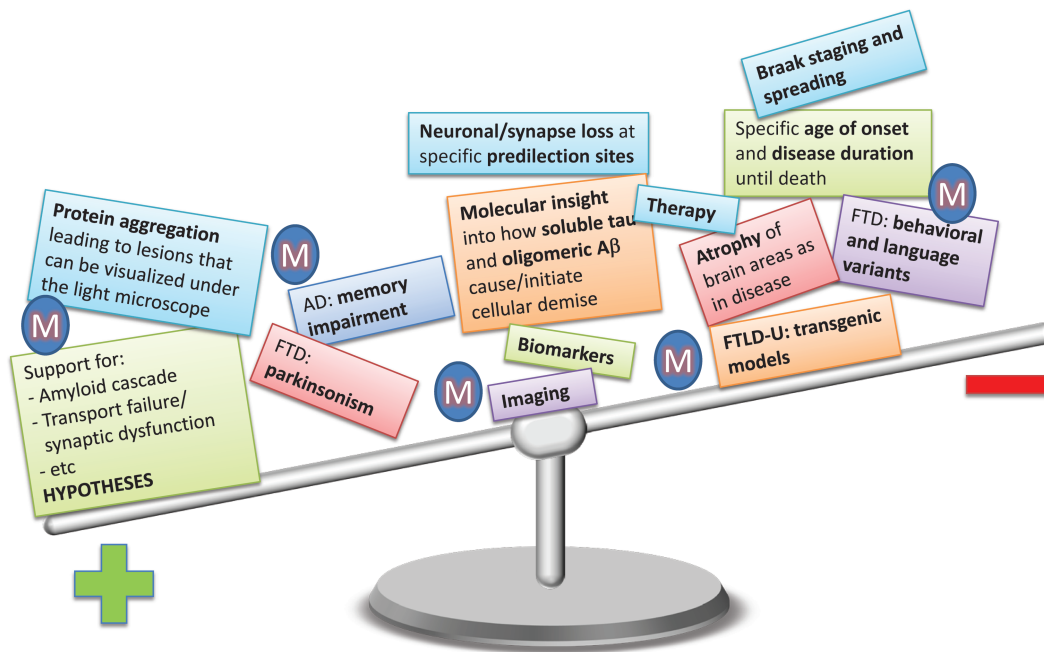 Braak staging and
spreading
Neuronal/synapse loss at
specific predilection sites
Specific age of onset
and disease duration
until death
M
Protein aggregation
leading to lesions that
can be visualized under
the light microscope
M
M
AD: memory
impairment
Molecular insight
into how soluble tau
and oligomeric Aβ
cause/initiate
cellular demise
Therapy
Atrophy of
brain areas as
in disease
FTD: behavioral
and language
variants
Support for:
- Amyloid cascade
- Transport failure/
synaptic dysfunction
- etc
HYPOTHESES
FTD:
parkinsonism
Biomarkers
M
Imaging
M
FTLD-U: transgenic
models